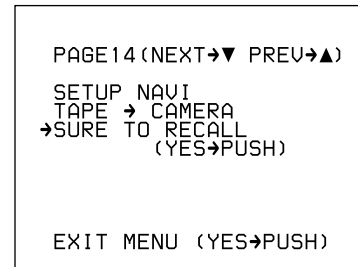 PAGE14(NEXT→▼ PREV→▲)
SETUP NAVI
TAPE → CAMERA
→SURE TO RECALL
(YES→PUSH)
EXIT MENU (YES→PUSH)